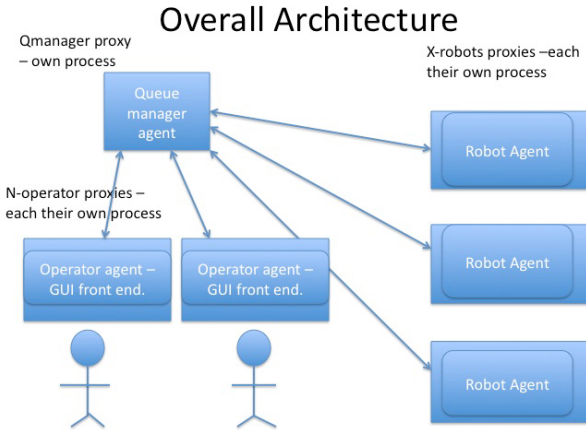 Overall Architecture
Qmanager proxy
– own process
X-robots proxies –each
their own process
Queue
manager
agent
Robot Agent
N-operator proxies –
each their own process
Operator agent –
GUI front end.
Operator agent –
GUI front end.
Robot Agent
Robot Agent